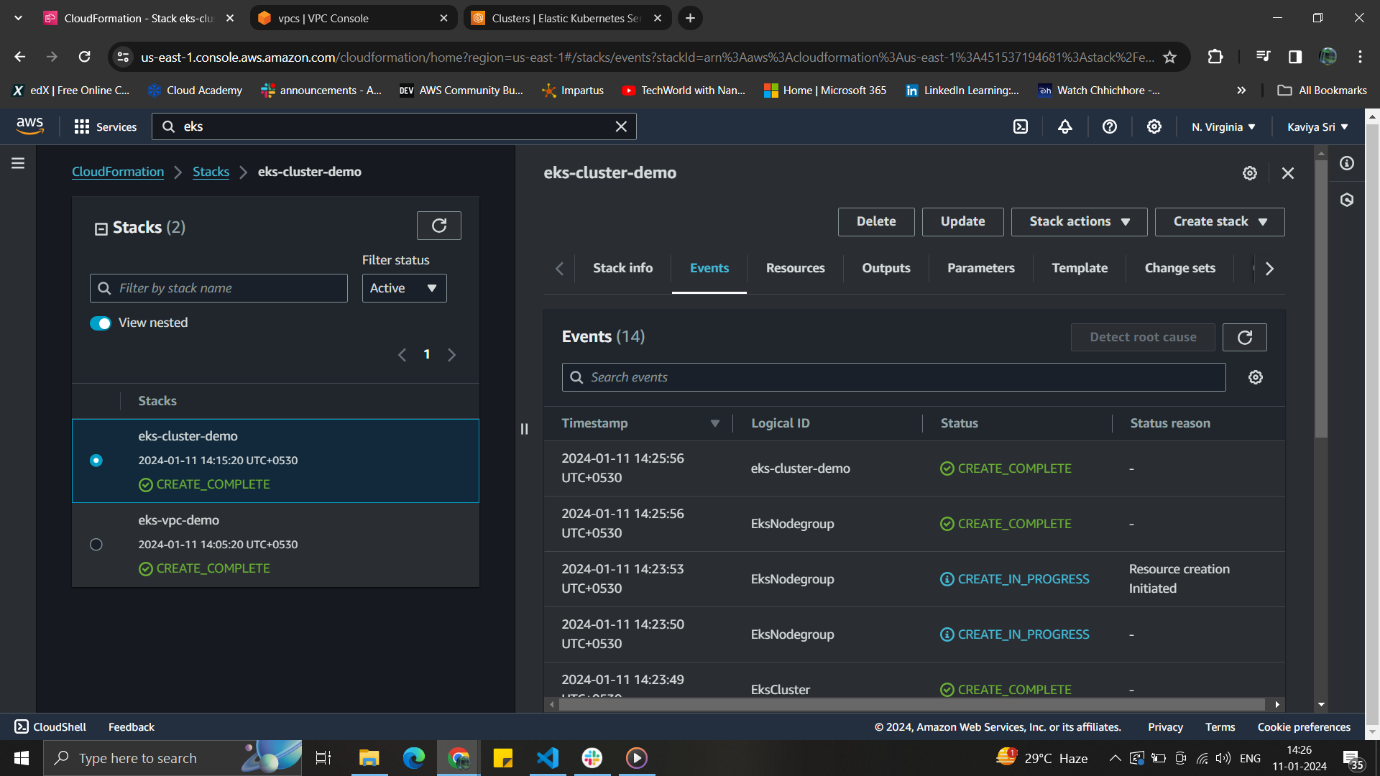 CloudFormation - Stack eks-clus
vpcs | VPC Console
Clusters | Elastic Kubernetes Se
us-east-1.console.aws.amazon.com/cloudformation/home?region=us-east-1#/stacks/events?stackId=arn%3Aaws%3Acloudformation%3Aus-east-1%3A451537194681%3Astack%2Fe...
edX | Free Online C...
Cloud Academy
announcements - A...
DEV AWS Community Bu...
Impartus
TechWorld with Nan...
Home | Microsoft 365
LinkedIn Learning:...
Watch Chhichhore -...
All Bookmarks
aws
Services
eks
N. Virginia
Kaviya Sri
CloudFormation
Stacks
eks-cluster-demo
Stacks (2)
Filter status
Filter by stack name
Active
View nested
1
Stacks
eks-cluster-demo
2024-01-11 14:15:20 UTC+0530
CREATE_COMPLETE
eks-vpc-demo
2024-01-11 14:05:20 UTC+0530
CREATE_COMPLETE
eks-cluster-demo
Delete
Update
Stack actions
Create stack
Stack info
Events
Resources
Outputs
Parameters
Template
Change sets
Events (14)
Detect root cause
Search events
Timestamp
Logical ID
Status
Status reason
2024-01-11 14:25:56
UTC+0530
eks-cluster-demo
CREATE_COMPLETE
-
2024-01-11 14:25:56
UTC+0530
EksNodegroup
CREATE_COMPLETE
-
2024-01-11 14:23:53
UTC+0530
EksNodegroup
CREATE_IN_PROGRESS
Resource creation
Initiated
2024-01-11 14:23:50
UTC+0530
EksNodegroup
CREATE_IN_PROGRESS
-
2024-01-11 14:23:49
UTC+0530
EksCluster
CREATE_COMPLETE
-
CloudShell
Feedback
© 2024, Amazon Web Services, Inc. or its affiliates.
Privacy
Terms
Cookie preferences
Type here to search
1
29°C Haze
ENG
14:26
11-01-2024
35